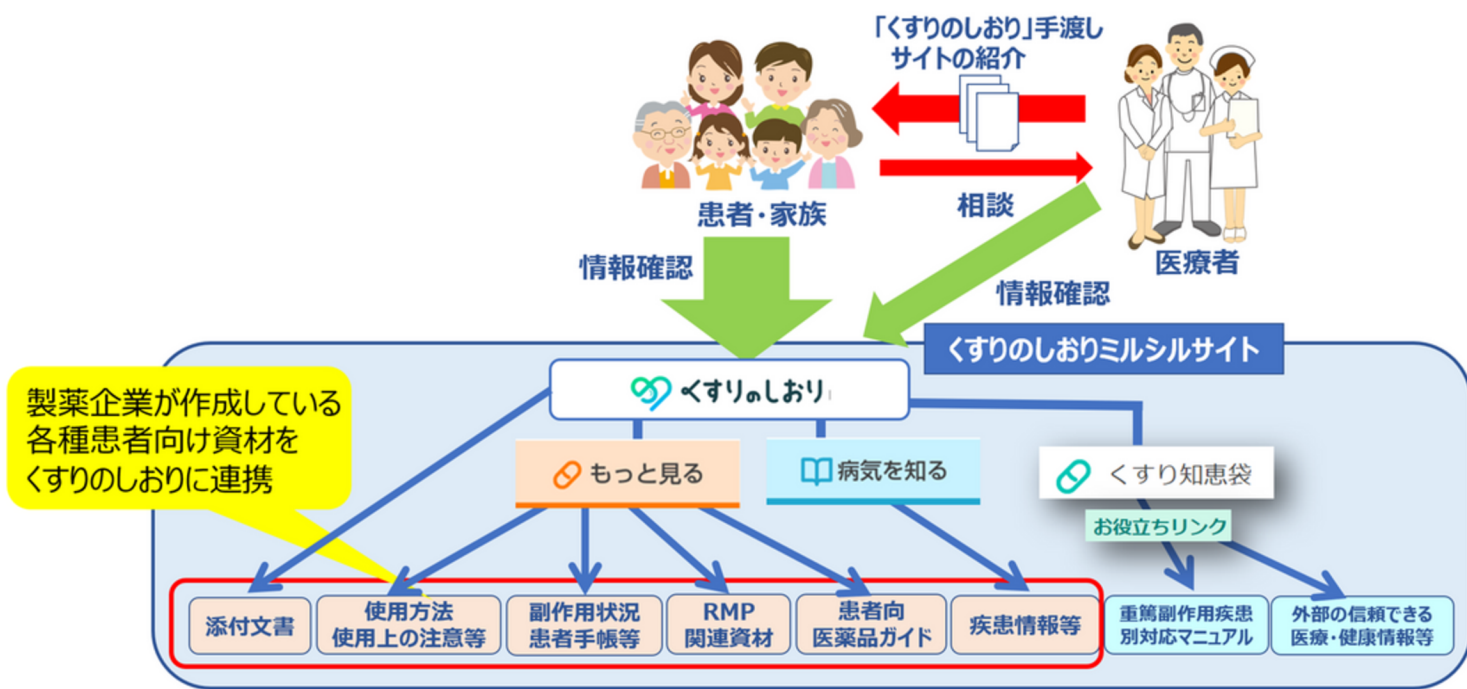 「くすりのしおり」手渡し
サイトの紹介
患者・家族
相談
医療者
情報確認
情報確認
くすりのしおりミルシルサイト
製薬企業が作成している
各種患者向け資材を
くすりのしおりに連携
くすりのしおり
もっと見る
病気を知る
くすり知恵袋
お役立ちリンク
添付文書
使用方法
使用上の注意等
副作用状況
患者手帳等
RMP
関連資材
患者向
医薬品ガイド
疾患情報等
重篤副作用疾患
別対応マニュアル
外部の信頼できる
医療・健康情報等